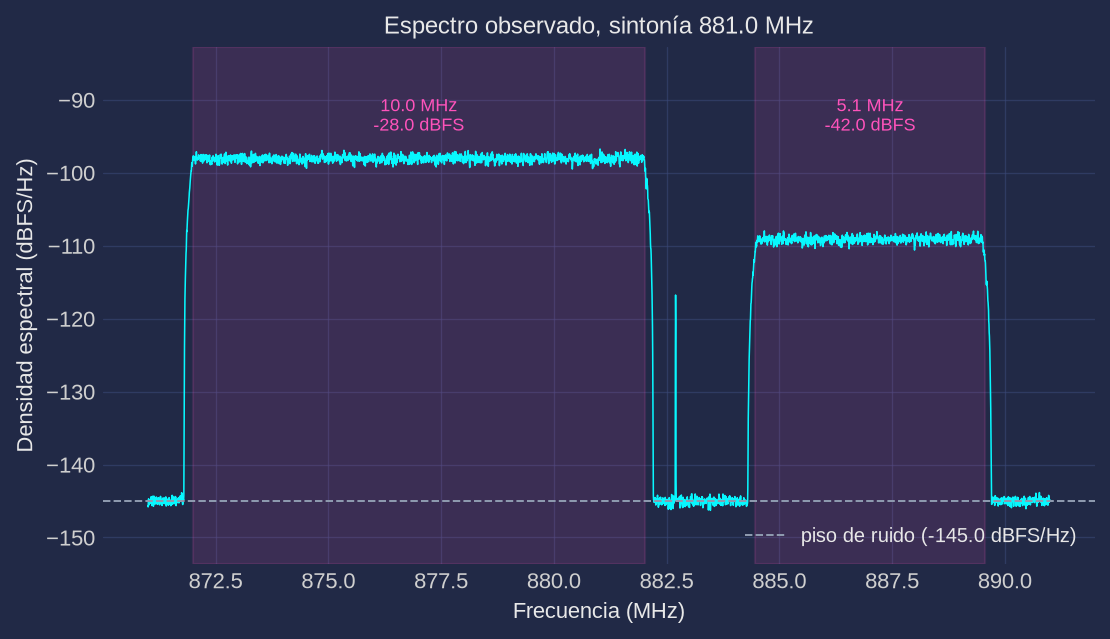 Espectro observado, sintonía 881.0 MHz
10.0 MHz
-28.0 dBFS
5.1 MHz
-42.0 dBFS
−90
−100
−110
−120
−130
−140
−150
Densidad espectral (dBFS/Hz)
piso de ruido (-145.0 dBFS/Hz)
872.5
875.0
877.5
880.0
882.5
885.0
887.5
890.0
Frecuencia (MHz)